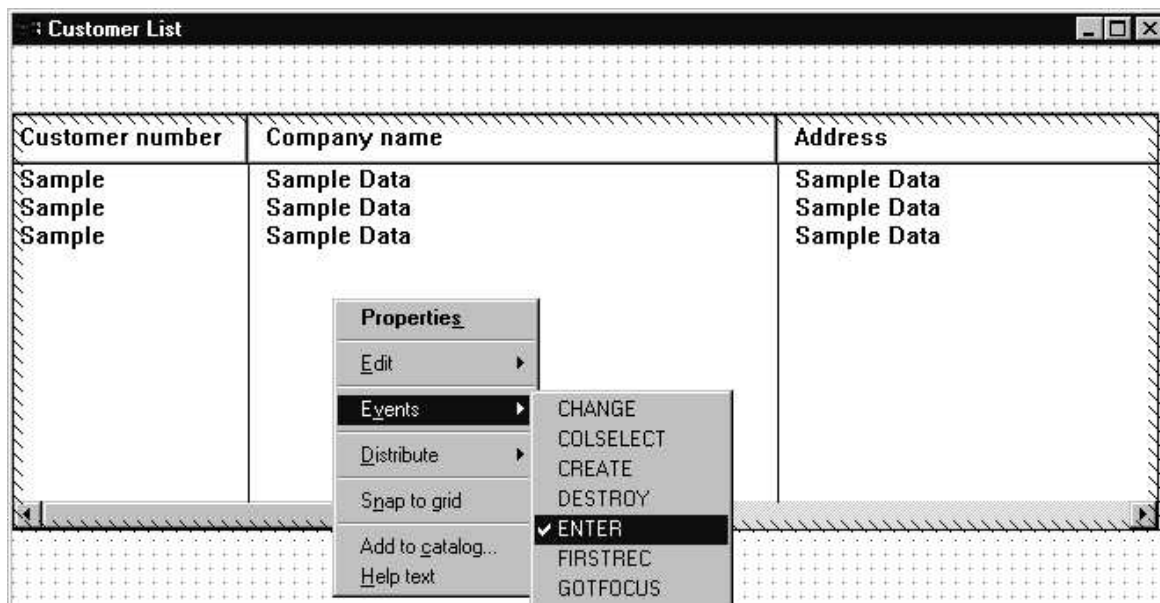 Customer List
Customer number Company name Address
Sample Sample Data Sample Data
Sample Sample Data Sample Data
Sample Sample Data Sample Data
Properties
Edit
Events
Distribute
Snap to grid
Add to catalog...
Help text
CHANGE
COLSELECT
CREATE
DESTROY
ENTER
FIRSTREC
GOTFOCUS